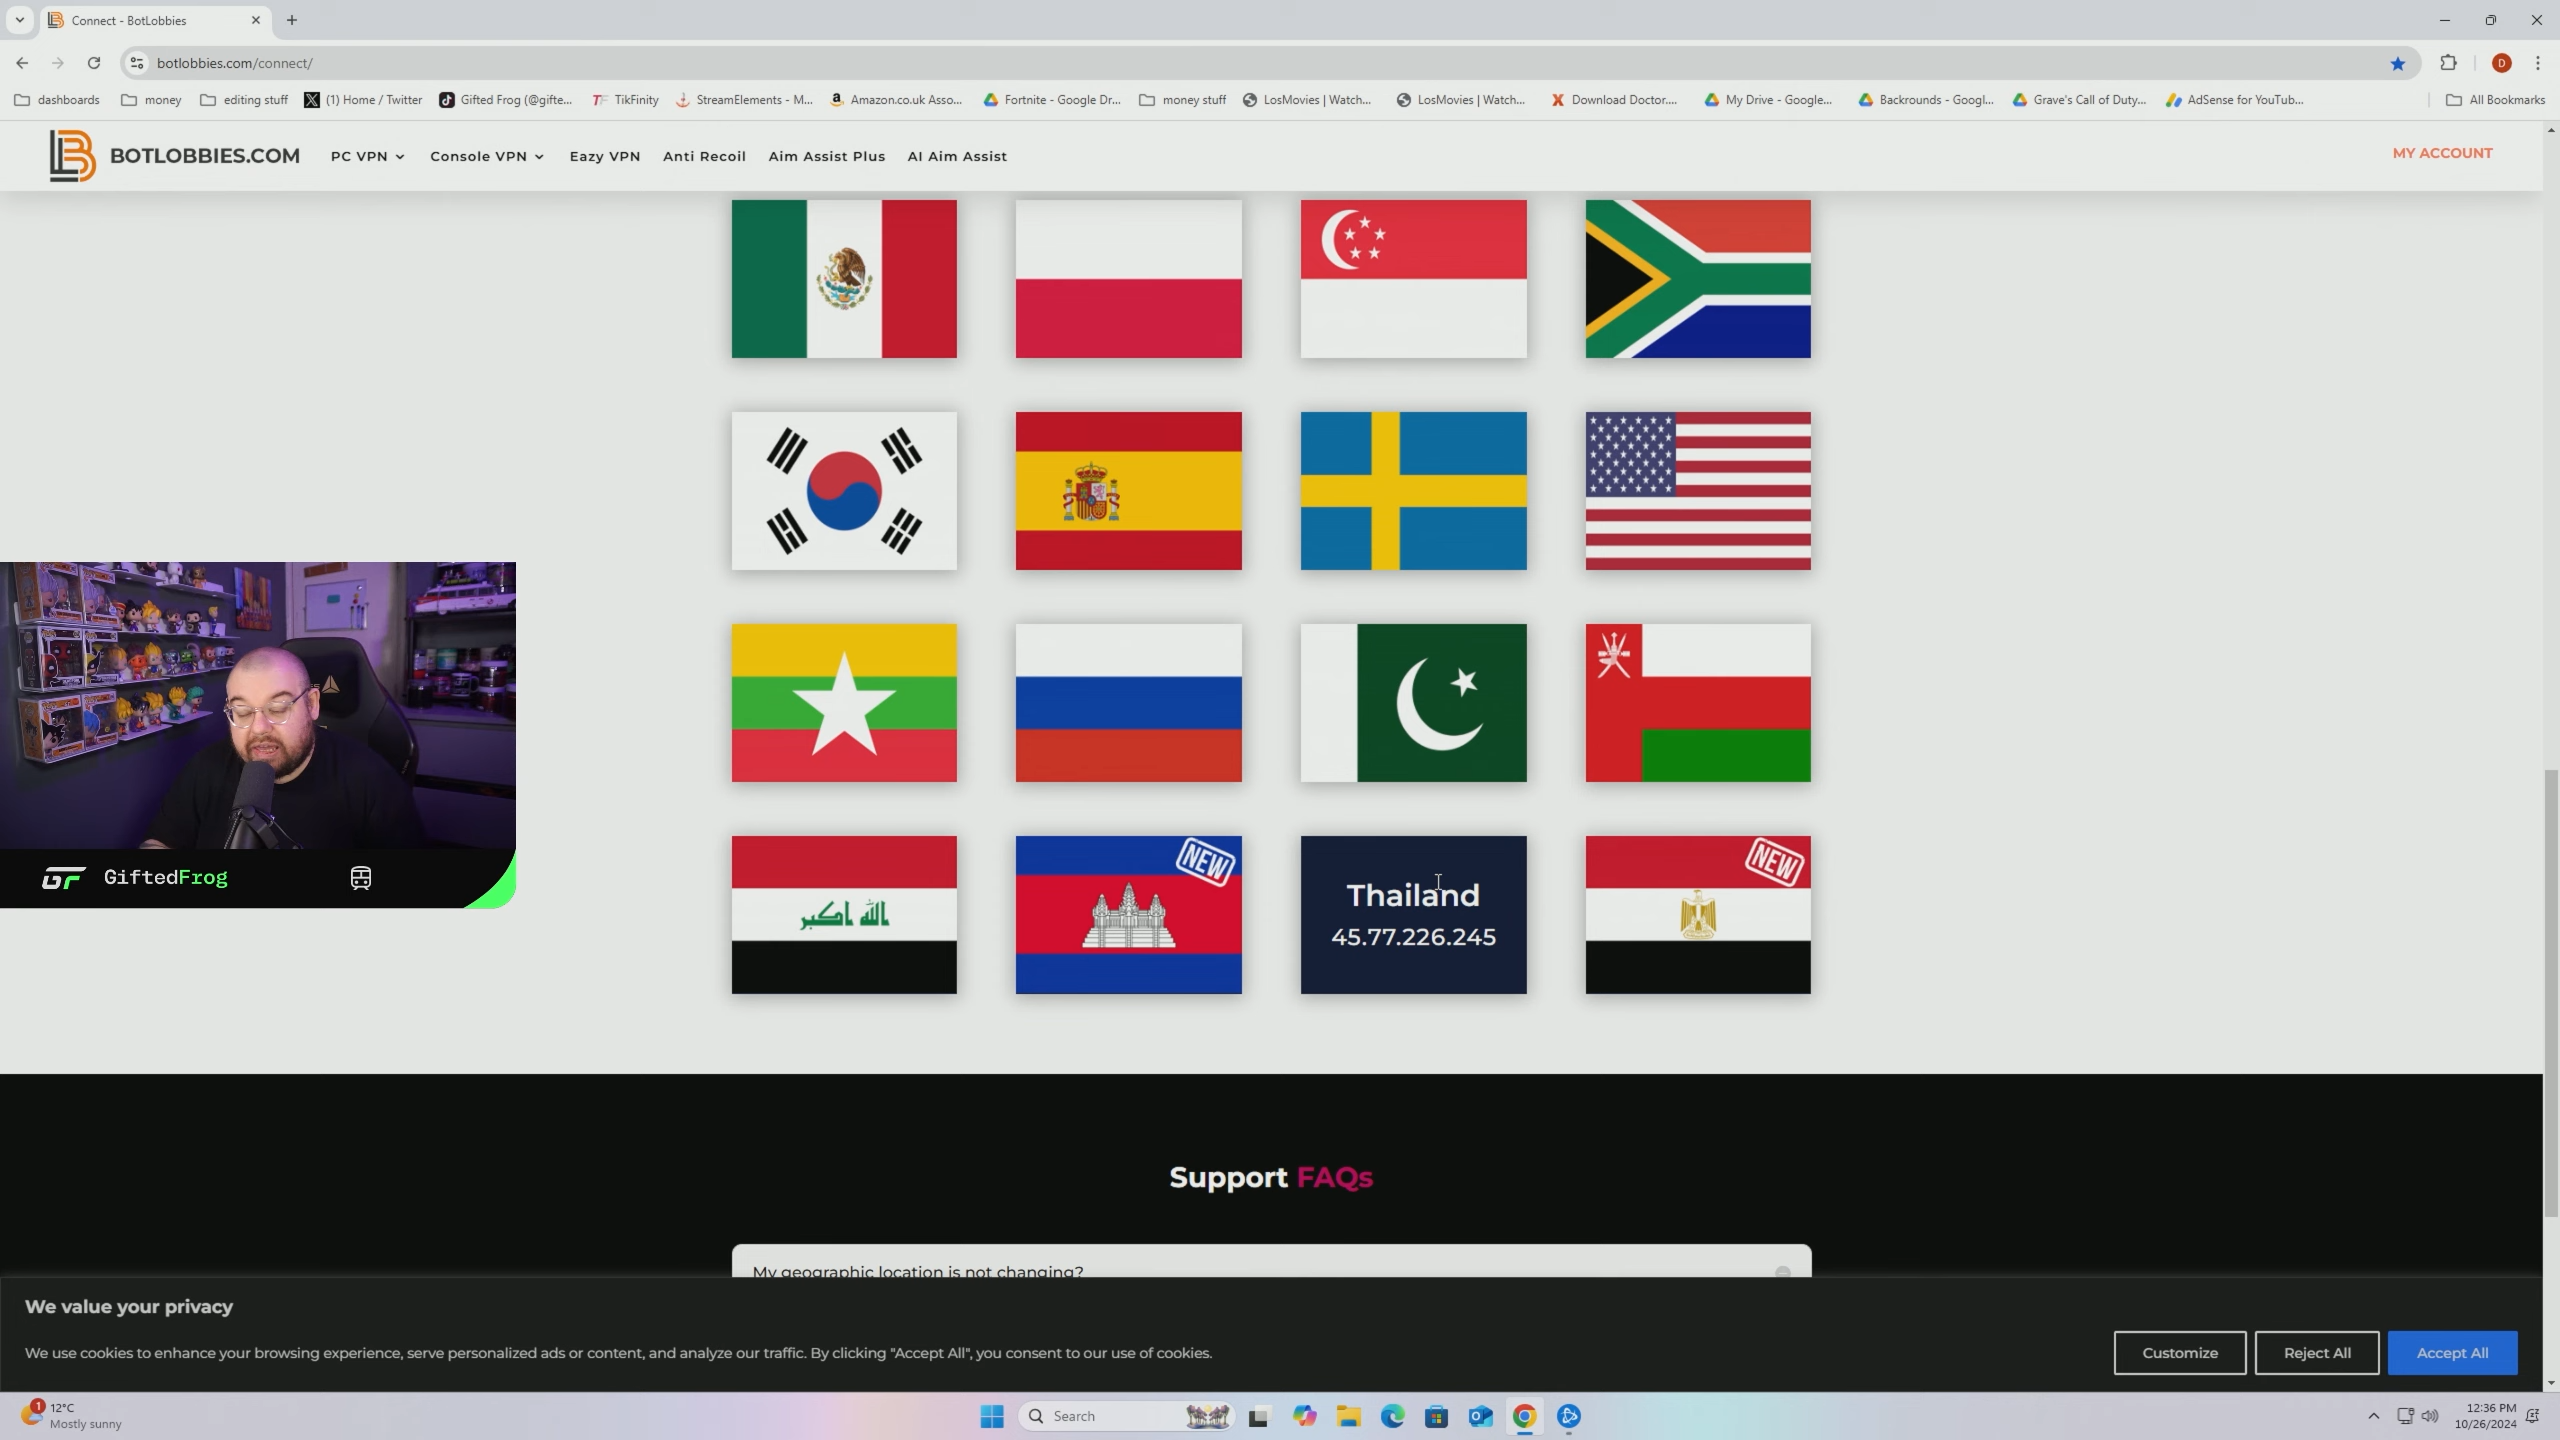 Connect - BotLobbies
botlobbies.com/connect/
D
dashboards
money
editing stuff
(1) Home / Twitter
Gifted Frog (@gifte...
TikFinity
StreamElements - M...
Amazon.co.uk Asso...
Fortnite - Google Dr...
money stuff
LosMovies | Watch...
LosMovies | Watch...
Download Doctor....
My Drive - Google...
Backrounds - Googl...
Grave's Call of Duty...
AdSense for YouTub...
All Bookmarks
BOTLOBBIES.COM
PC VPN
Console VPN
Eazy VPN
Anti Recoil
Aim Assist Plus
AI Aim Assist
MY ACCOUNT
الله اكبر
NEW
Thailand
45.77.226.245
NEW
GF GiftedFrog
Support FAQs
My geographic location is not changing?
We value your privacy
We use cookies to enhance your browsing experience, serve personalized ads or content, and analyze our traffic. By clicking "Accept All", you consent to our use of cookies.
Customize
Reject All
Accept All
1
12°C
Mostly sunny
Search
12:36 PM
10/26/2024